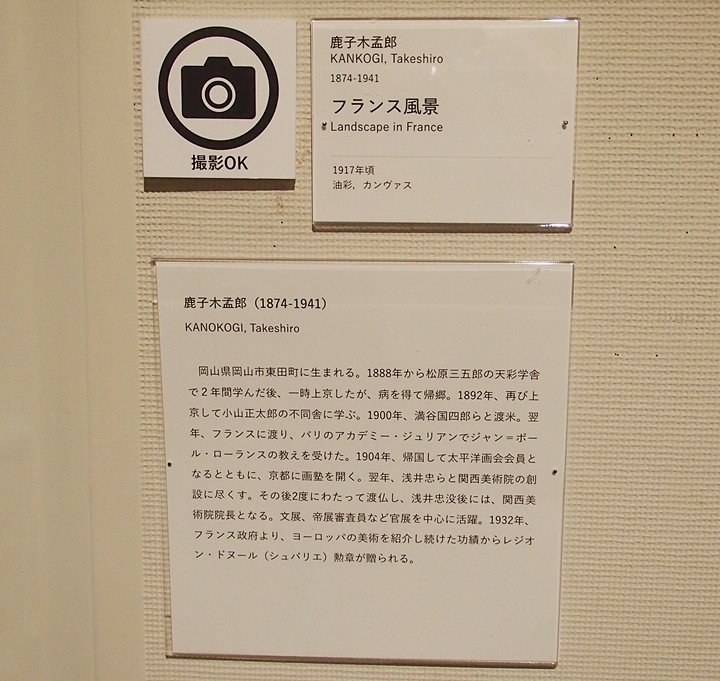 撮影OK
鹿子木孟郎
KANKOGI, Takeshiro
1874-1941
フランス風景
Landscape in France
1917年頃
油彩，カンヴァス
鹿子木孟郎（1874-1941）
KANOKOGI, Takeshiro
岡山県岡山市東田町に生まれる。1888年から松原三五郎の天彩学舎
で２年間学んだ後、一時上京したが、病を得て帰郷。1892年、再び上
京して小山正太郎の不同舎に学ぶ。1900年、満谷国四郎らと渡米。翌
年、フランスに渡り、パリのアカデミー・ジュリアンでジャン＝ポー
ル・ローランスの教えを受けた。1904年、帰国して太平洋画会会員と
なるとともに、京都に画塾を開く。翌年、浅井忠らと関西美術院の創
設に尽くす。その後2度にわたって渡仏し、浅井忠没後には、関西美
術院院長となる。文展、帝展審査員など官展を中心に活躍。1932年、
フランス政府より、ヨーロッパの美術を紹介し続けた功績からレジオ
ン・ドヌール（シュバリエ）勲章が贈られる。